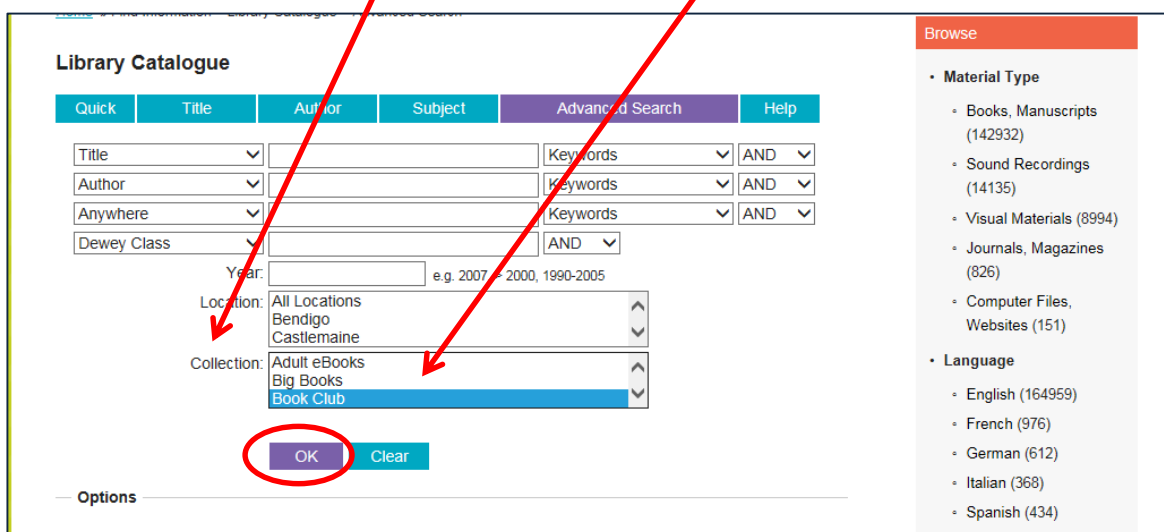 Library Catalogue
Quick Title Author Subject Advanced Search Help
Title Keywords AND
Author Keywords AND
Anywhere Keywords AND
Dewey Class AND
Year: e.g. 2007, > 2000, 1990-2005
Location: All Locations
Bendigo
Castlemaine
Collection: Adult eBooks
Big Books
Book Club
OK Clear
Options
Browse
• Material Type
◦ Books, Manuscripts
(142932)
◦ Sound Recordings
(14135)
◦ Visual Materials (8994)
◦ Journals, Magazines
(826)
◦ Computer Files,
Websites (151)
• Language
◦ English (164959)
◦ French (976)
◦ German (612)
◦ Italian (368)
◦ Spanish (434)